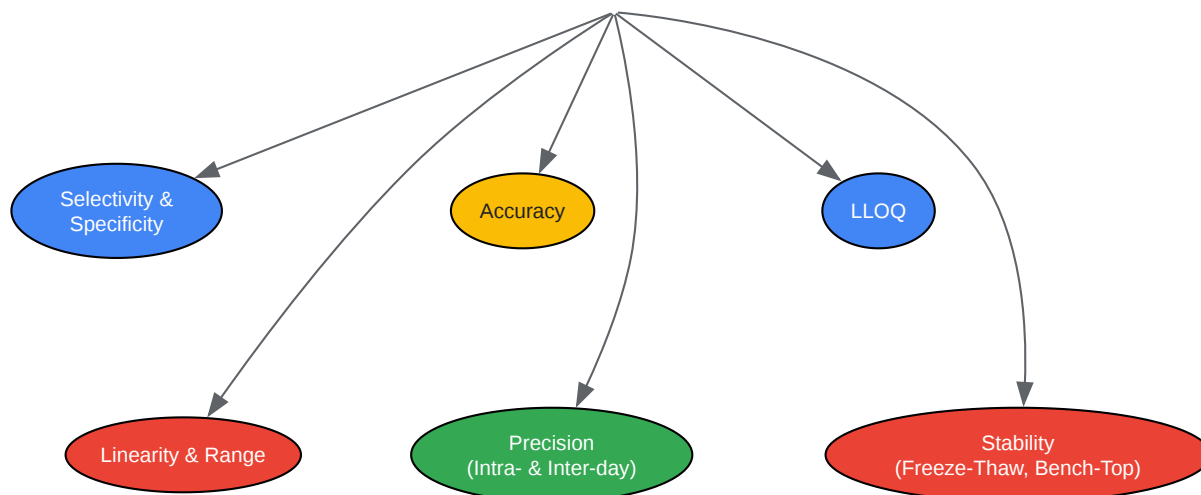 Selectivity &
Specificity
Accuracy
LLOQ
Linearity & Range
Precision
(Intra- & Inter-day)
Stability
(Freeze-Thaw, Bench-Top)